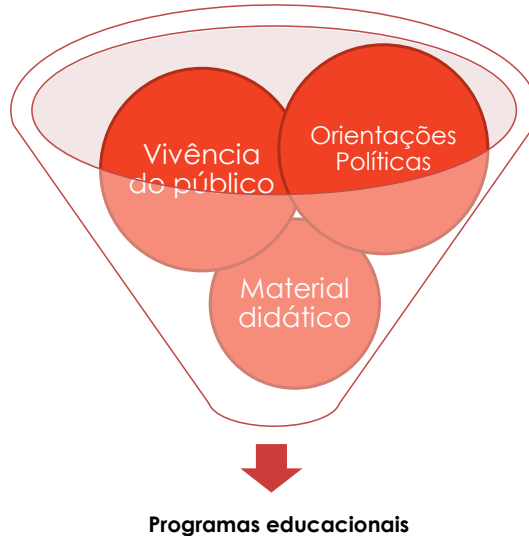 Vivência
do público
Orientações
Políticas
Material
didático
Programas educacionais